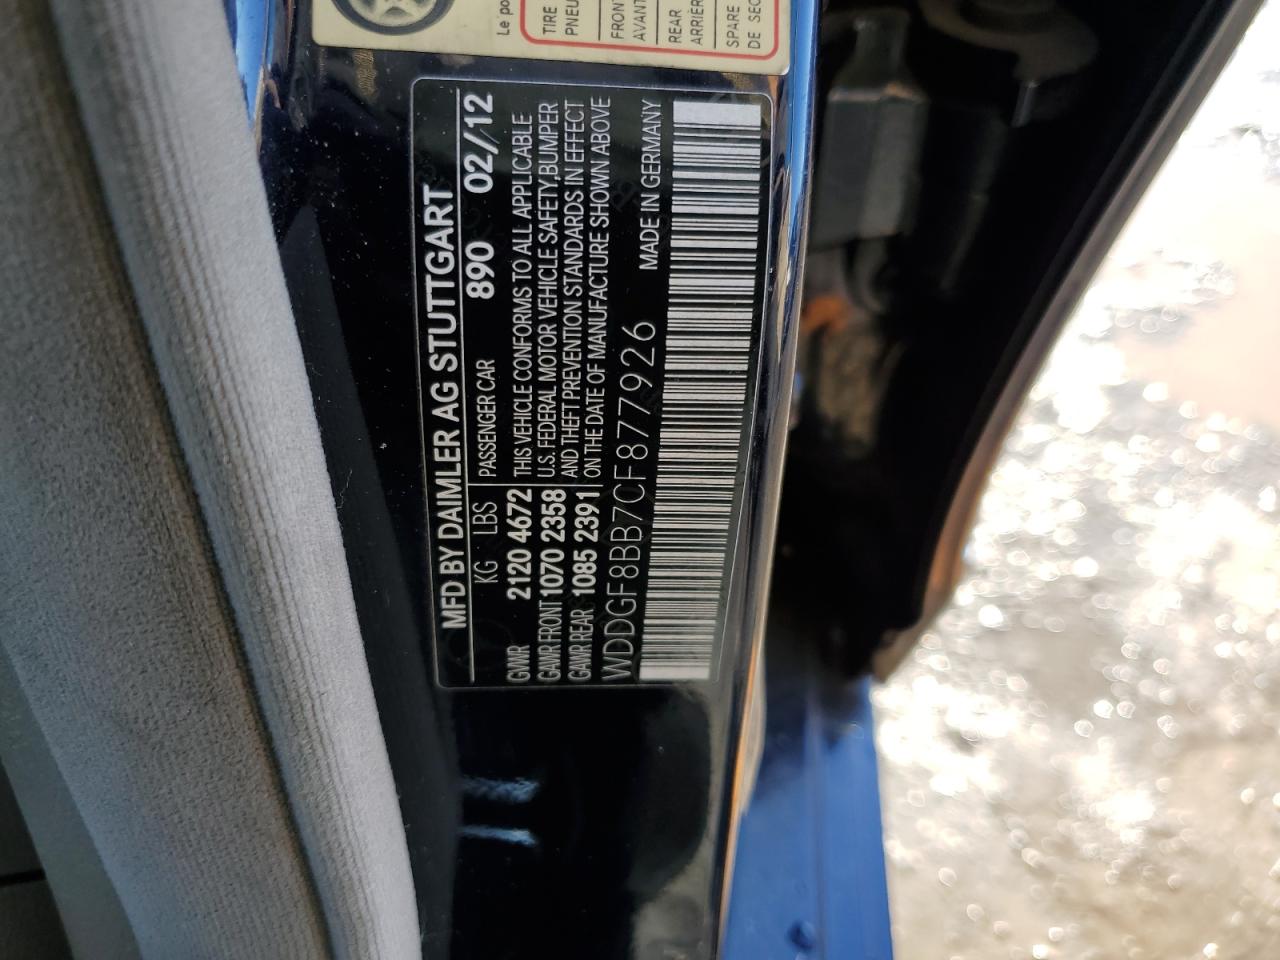 Le
TIRE
PNEU
FRONT
AVANT
REAR
ARRIÈRE
SPARE
DE
MFD BY DAIMLER AG STUTTGART
KG LBS PASSENGER CAR 890 02/12
GVWR 2120 4672 THIS VEHICLE CONFORMS TO ALL APPLICABLE
GAWR FRONT 1070 2358 U.S. FEDERAL MOTOR VEHICLE SAFETY, BUMPER
GAWR REAR 1085 2391 AND THEFT PREVENTION STANDARDS IN EFFECT
ON THE DATE OF MANUFACTURE SHOWN ABOVE
WDDGF8BB7CF877926 MADE IN GERMANY